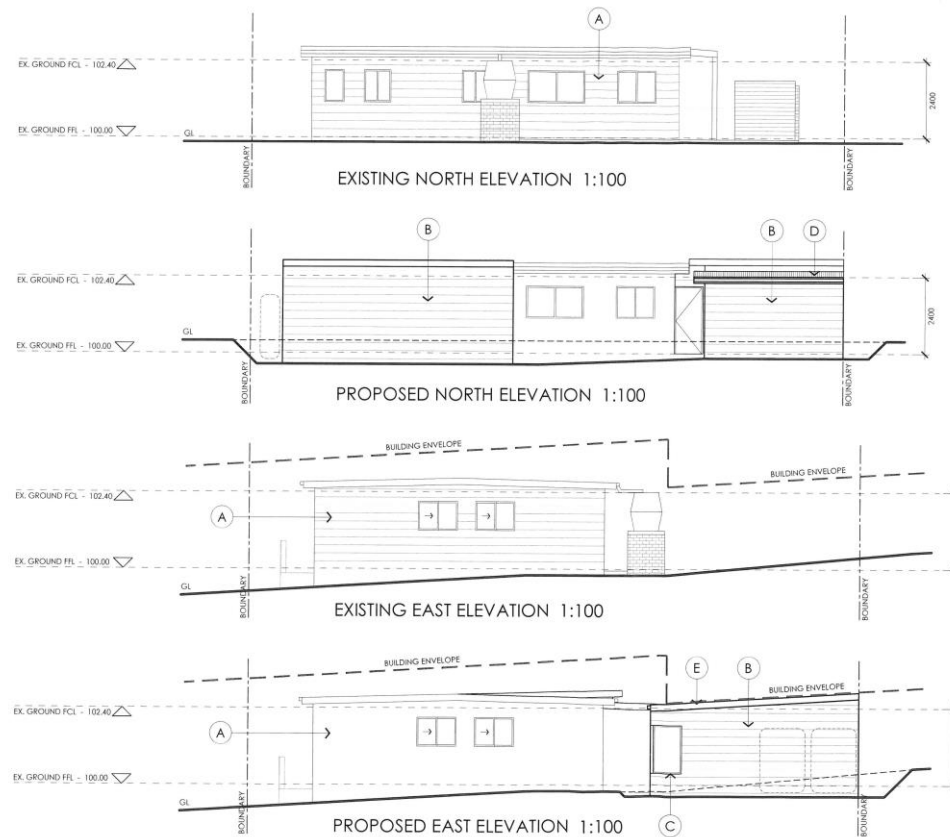 A
EX. GROUND FCL - 102.40
2400
EX. GROUND FFL - 100.00
GL
BOUNDARY
BOUNDARY
EXISTING NORTH ELEVATION 1:100
B
B
D
EX. GROUND FCL - 102.40
2400
GL
EX. GROUND FFL - 100.00
BOUNDARY
BOUNDARY
PROPOSED NORTH ELEVATION 1:100
BUILDING ENVELOPE
BUILDING ENVELOPE
EX. GROUND FCL - 102.40
A
EX. GROUND FFL - 100.00
GL
BOUNDARY
BOUNDARY
EXISTING EAST ELEVATION 1:100
BUILDING ENVELOPE
E
B
BUILDING ENVELOPE
EX. GROUND FCL - 102.40
A
EX. GROUND FFL - 100.00
GL
BOUNDARY
BOUNDARY
PROPOSED EAST ELEVATION 1:100
C